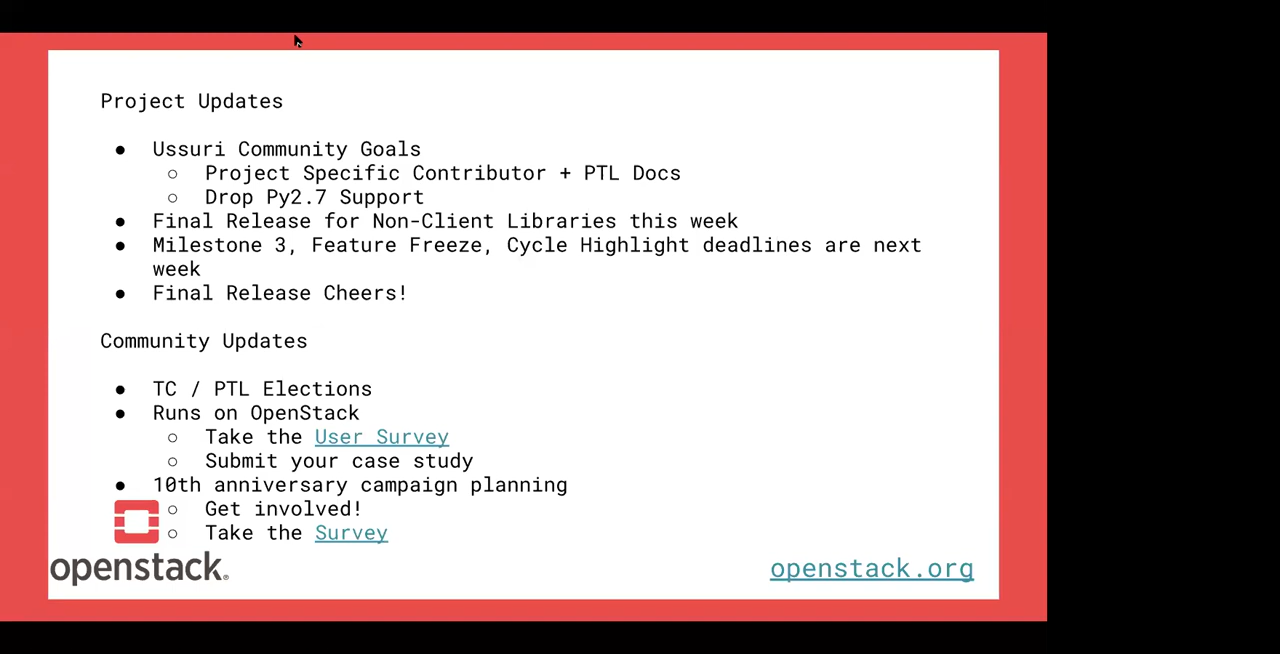 Project Updates
● Ussuri Community Goals
○ Project Specific Contributor + PTL Docs
○ Drop Py2.7 Support
● Final Release for Non-Client Libraries this week
● Milestone 3, Feature Freeze, Cycle Highlight deadlines are next
week
● Final Release Cheers!
Community Updates
● TC / PTL Elections
● Runs on OpenStack
○ Take the User Survey
○ Submit your case study
● 10th anniversary campaign planning
○ Get involved!
○ Take the Survey
openstack.
openstack.org